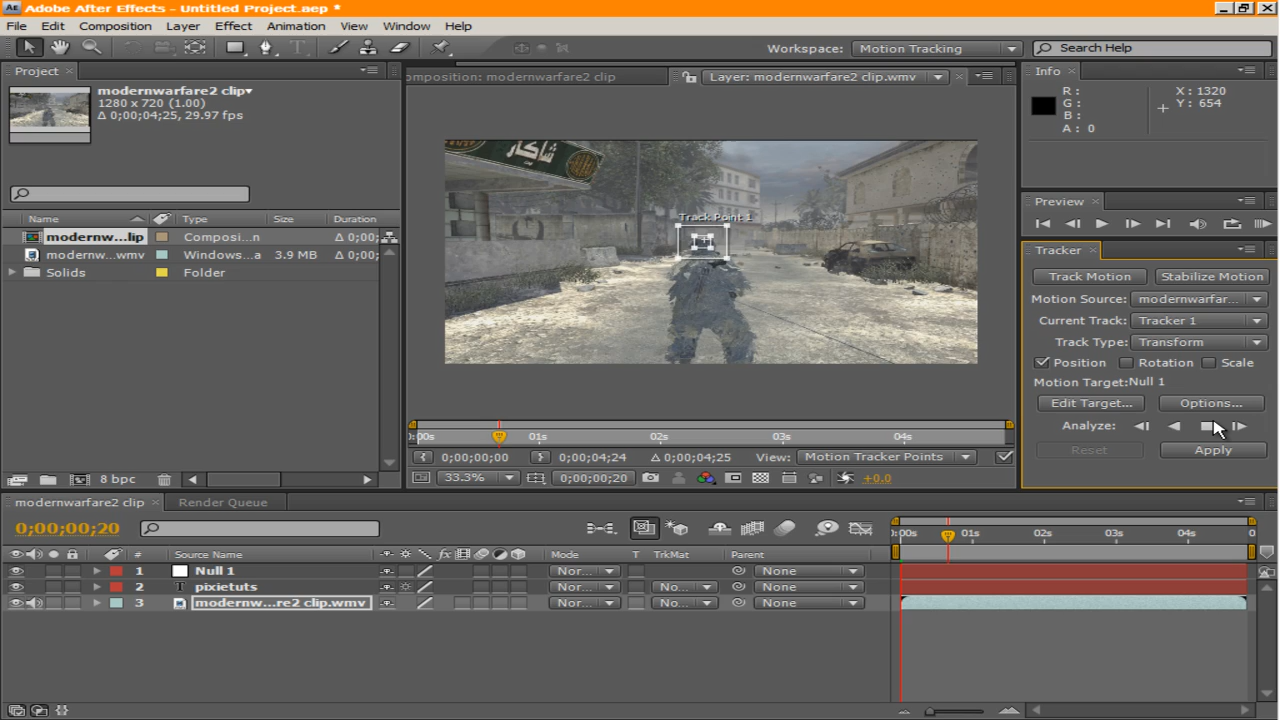 Adobe After Effects - Untitled Project.aep *
File Edit Composition Layer Effect Animation View Window Help
Workspace: Motion Tracking Search Help
Project
omposition: modernwarfare2 clip
Layer: modernwarfare2 clip.wmv
Info
modernwarfare2 clip
1280 x 720 (1.00)
Δ 0;00;04;25, 29.97 fps
R :
G :
B :
A : 0
X : 1320
Y : 654
شاكار
Preview
Name Type Size Duration
modernw...lip Composi...n Δ 0;00;
modernw....wmv Windows...a 3.9 MB Δ 0;00;
Solids Folder
Track Point 1
Tracker
Track Motion Stabilize Motion
Motion Source: modernwarfar...
Current Track: Tracker 1
Track Type: Transform
Position Rotation Scale
Motion Target:Null 1
Edit Target... Options...
Analyze:
Reset Apply
):00s 01s 02s 03s 04s
0;00;00;00 0;00;04;24 Δ 0;00;04;25 View: Motion Tracker Points
8 bpc
33.3% 0;00;00;20 +0.0
modernwarfare2 clip Render Queue
0;00;00;20
):00s 01s 02s 03s 04s 0
# Source Name Mode T TrkMat Parent
1 Null 1 Nor... None
2 T pixietuts Nor... No... None
3 modernw...re2 clip.wmv Nor... No... None